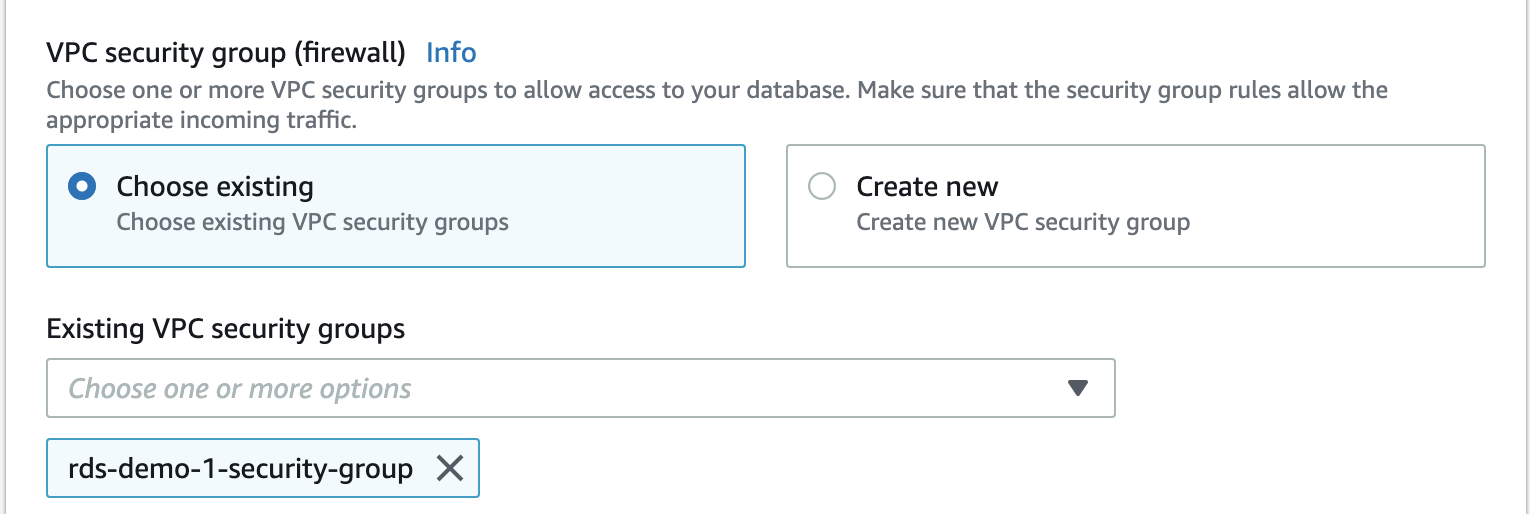 VPC security group (firewall) Info
Choose one or more VPC security groups to allow access to your database. Make sure that the security group rules allow the
appropriate incoming traffic.
Choose existing
Choose existing VPC security groups
Create new
Create new VPC security group
Existing VPC security groups
Choose one or more options
rds-demo-1-security-group